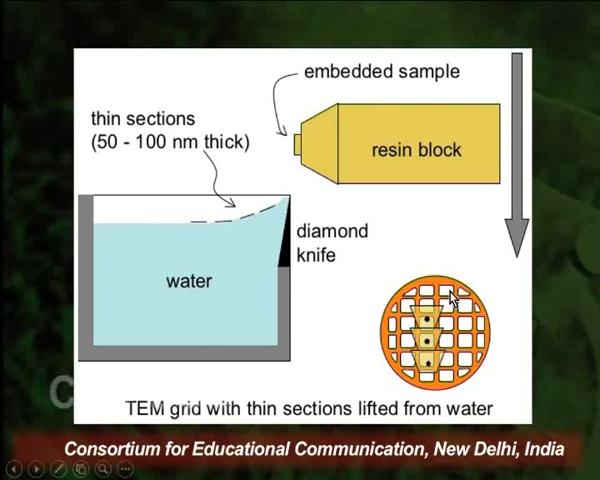 embedded sample
thin sections
(50 - 100 nm thick)
resin block
diamond
knife
water
TEM grid with thin sections lifted from water
Consortium for Educational Communication, New Delhi, India